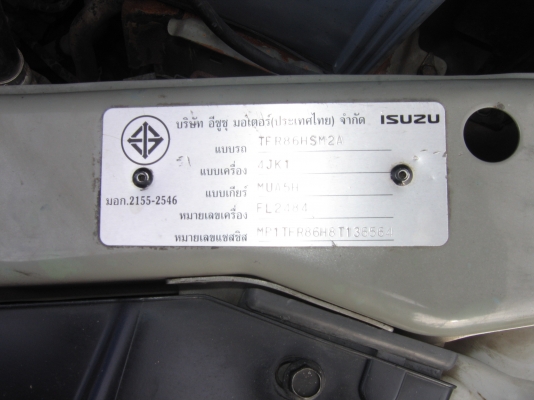 บริษัท อีซูซุ มอเตอร์(ประเทศไทย) จำกัด ISUZU
แบบรถ TFR86HSM2A
แบบเครื่อง 4JK1
แบบเกียร์
มอก.2155-2546
หมายเลขเครื่อง
หมายเลขแชสซีส